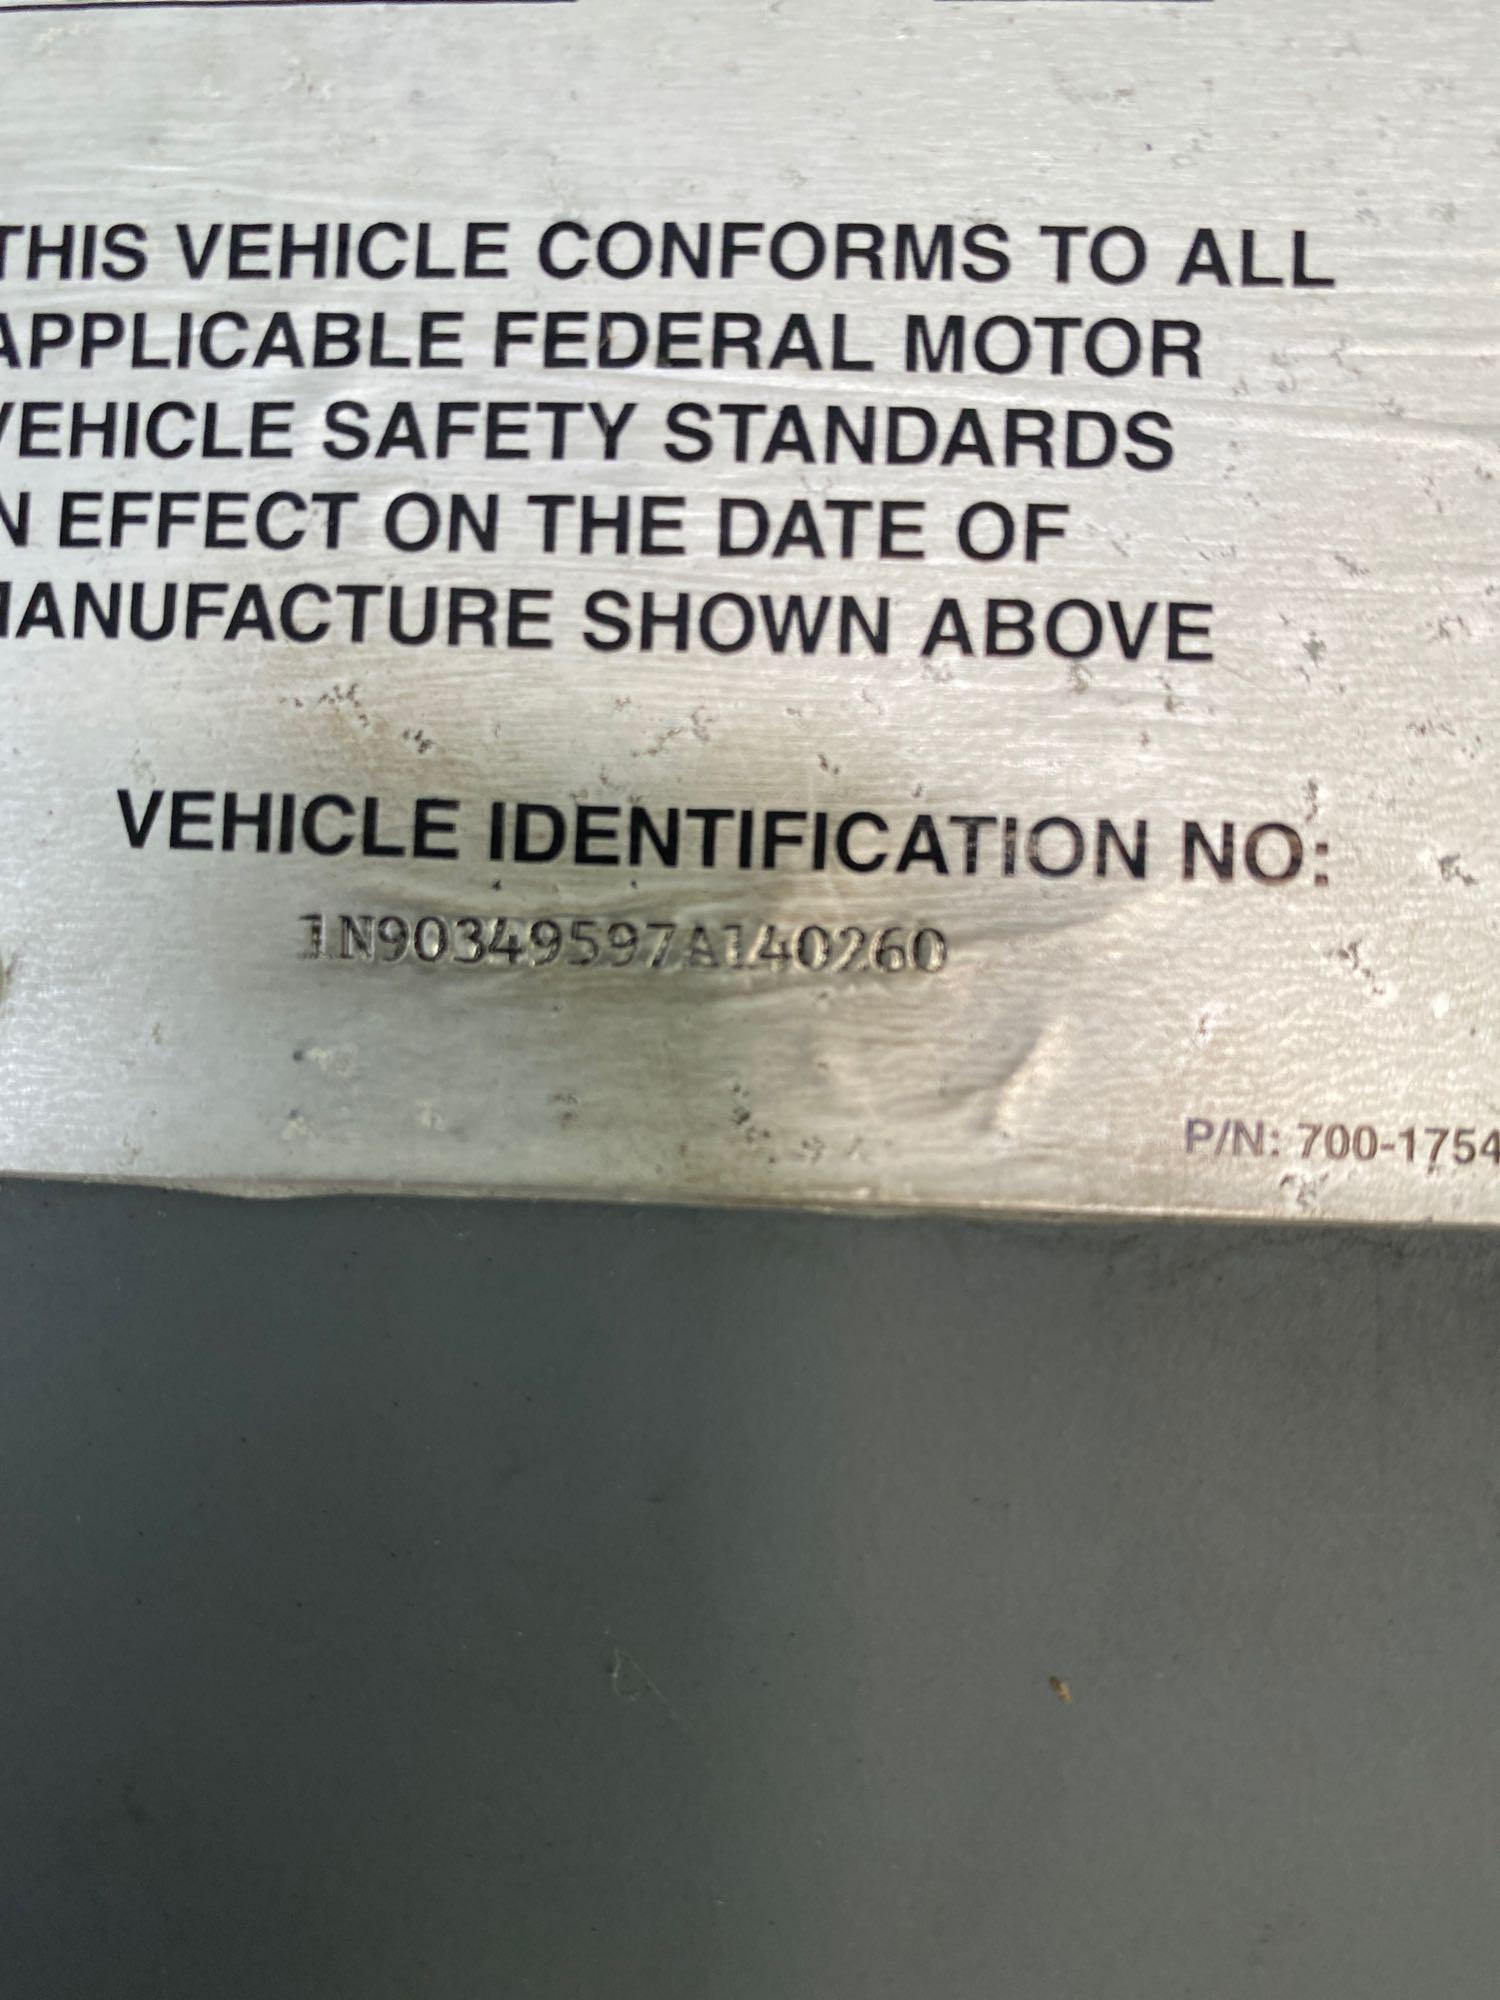 THIS VEHICLE CONFORMS TO ALL
APPLICABLE FEDERAL MOTOR
VEHICLE SAFETY STANDARDS
IN EFFECT ON THE DATE OF
MANUFACTURE SHOWN ABOVE
VEHICLE IDENTIFICATION NO:
1N90349597A140260
P/N: 700-1754